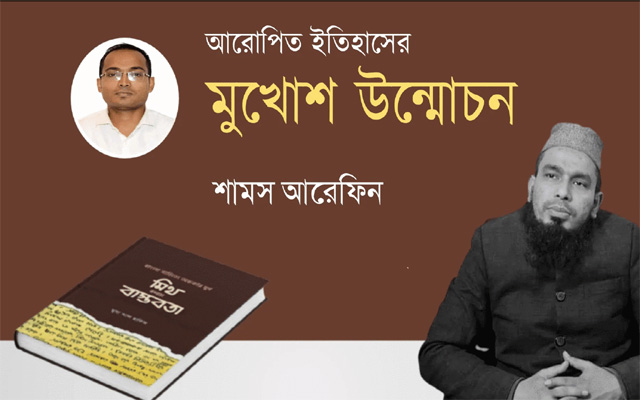 আরোপিত ইতিহাসের
মুখোশ উন্মোচন
শামস আরেফিন
মিথ
বাস্তবতা